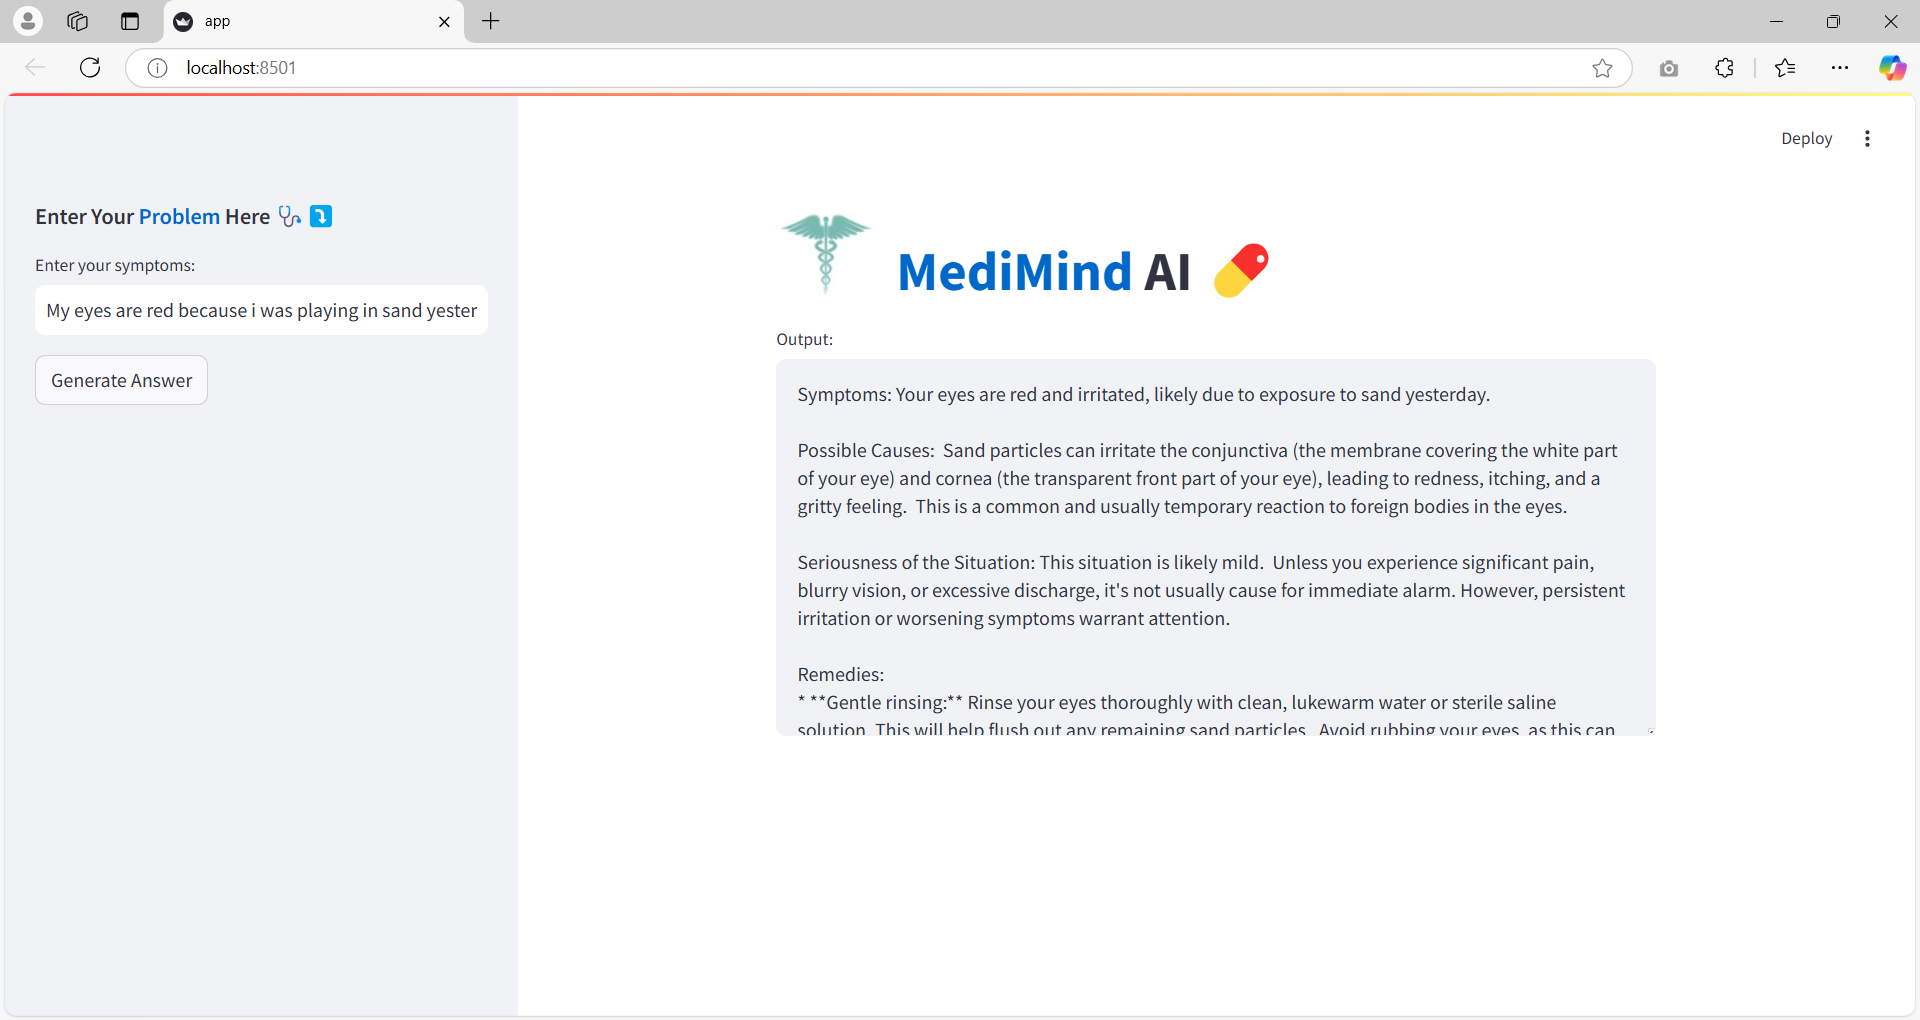 app
localhost:8501
Deploy
Enter Your Problem Here
Enter your symptoms:
My eyes are red because i was playing in sand yester
Generate Answer
MediMind AI
Output:
Symptoms: Your eyes are red and irritated, likely due to exposure to sand yesterday.
Possible Causes:  Sand particles can irritate the conjunctiva (the membrane covering the white part
of your eye) and cornea (the transparent front part of your eye), leading to redness, itching, and a
gritty feeling.  This is a common and usually temporary reaction to foreign bodies in the eyes.
Seriousness of the Situation: This situation is likely mild.  Unless you experience significant pain,
blurry vision, or excessive discharge, it's not usually cause for immediate alarm. However, persistent
irritation or worsening symptoms warrant attention.
Remedies:
* **Gentle rinsing:** Rinse your eyes thoroughly with clean, lukewarm water or sterile saline
solution. This will help flush out any remaining sand particles.  Avoid rubbing your eyes, as this can